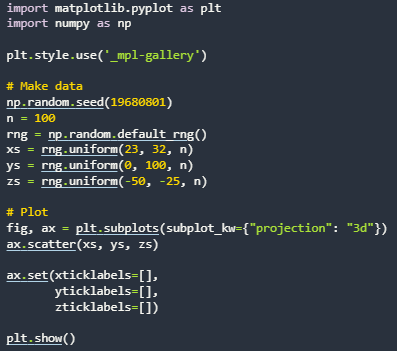 import matplotlib.pyplot as plt
import numpy as np
plt.style.use('_mpl-gallery')
# Make data
np.random.seed(19680801)
n = 100
rng = np.random.default_rng()
xs = rng.uniform(23, 32, n)
ys = rng.uniform(0, 100, n)
zs = rng.uniform(-50, -25, n)
# Plot
fig, ax = plt.subplots(subplot_kw={"projection": "3d"})
ax.scatter(xs, ys, zs)
ax.set(xticklabels=[],
yticklabels=[],
zticklabels=[])
plt.show()